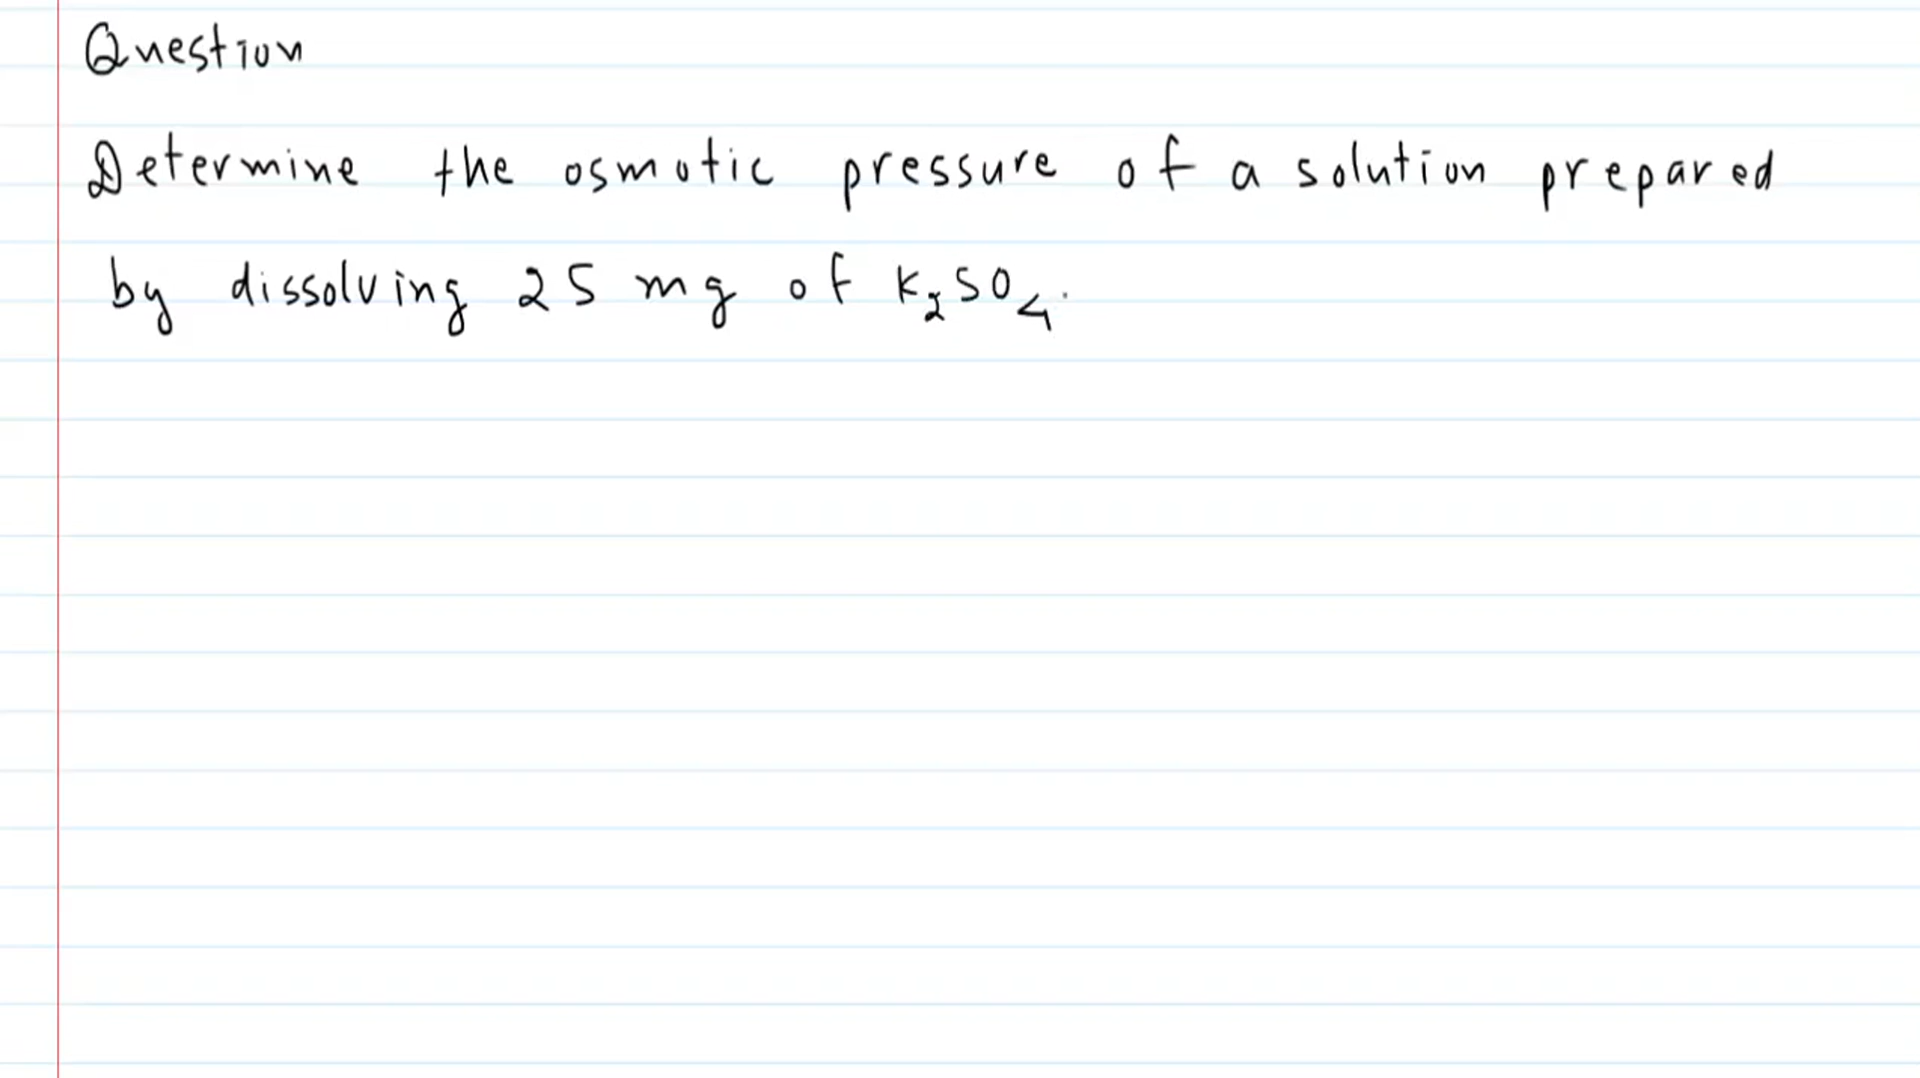 Question
Determine the osmotic pressure of a solution prepared
by dissolving 25 mg of K₂SO₄.